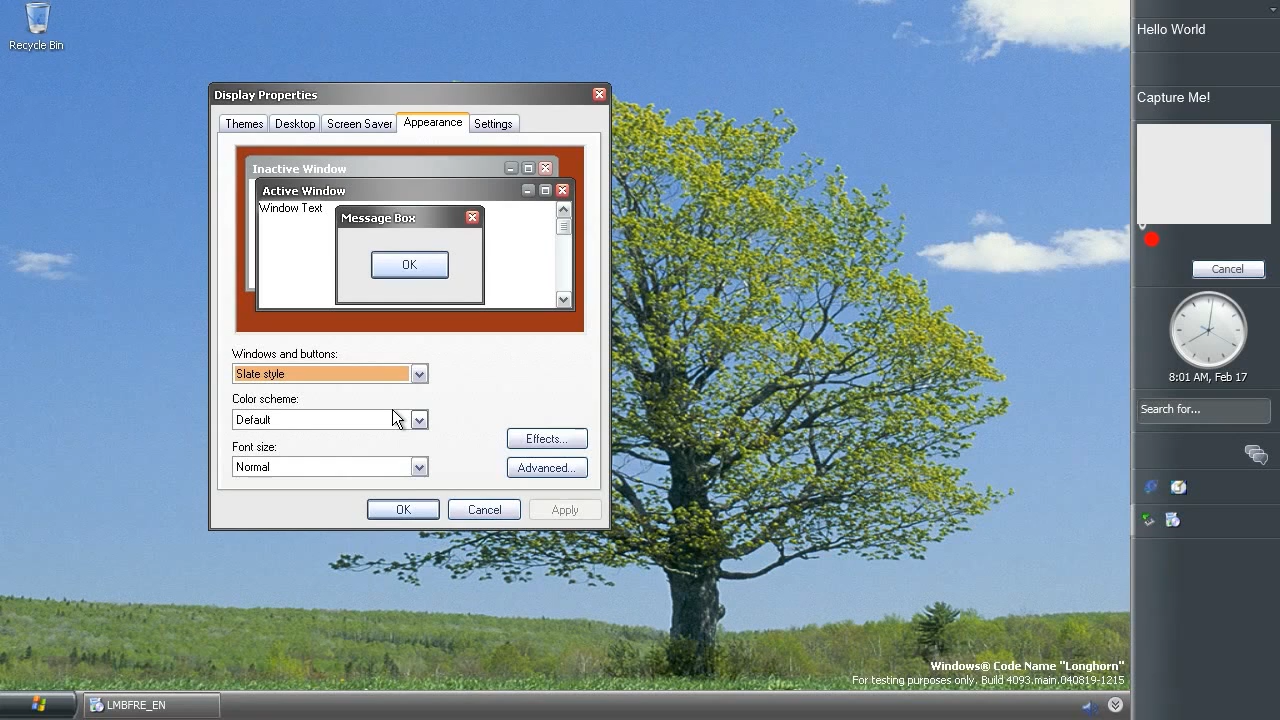 Recycle Bin
Display Properties
Themes
Desktop
Screen Saver
Appearance
Settings
Inactive Window
Active Window
Window Text
Message Box
OK
Windows and buttons:
Slate style
Color scheme:
Default
Font size:
Normal
Effects...
Advanced...
OK
Cancel
Apply
Hello World
Capture Me!
Cancel
8:01 AM, Feb 17
Search for...
Windows® Code Name "Longhorn"
For testing purposes only. Build 4093.main.040819-1215
LMBFRE_EN